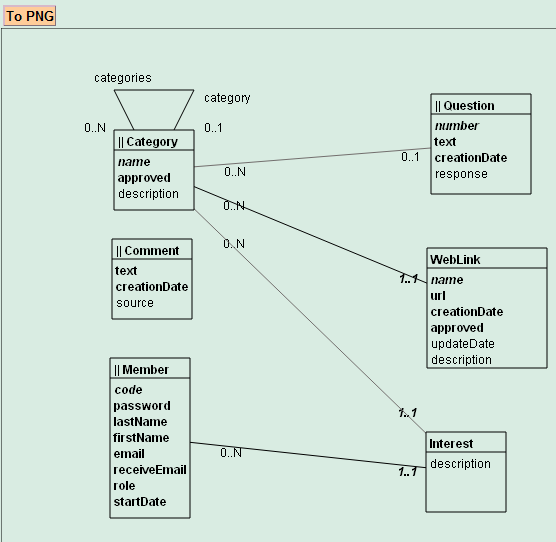 To PNG
categories
category
0..N
0..1
|| Category
name
approved
description
|| Question
number
text
creationDate
response
0..N
0..1
0..N
1..1
0..N
1..1
|| Comment
text
creationDate
source
WebLink
name
url
creationDate
approved
updateDate
description
|| Member
code
password
lastName
firstName
email
receiveEmail
role
startDate
0..N
1..1
Interest
description